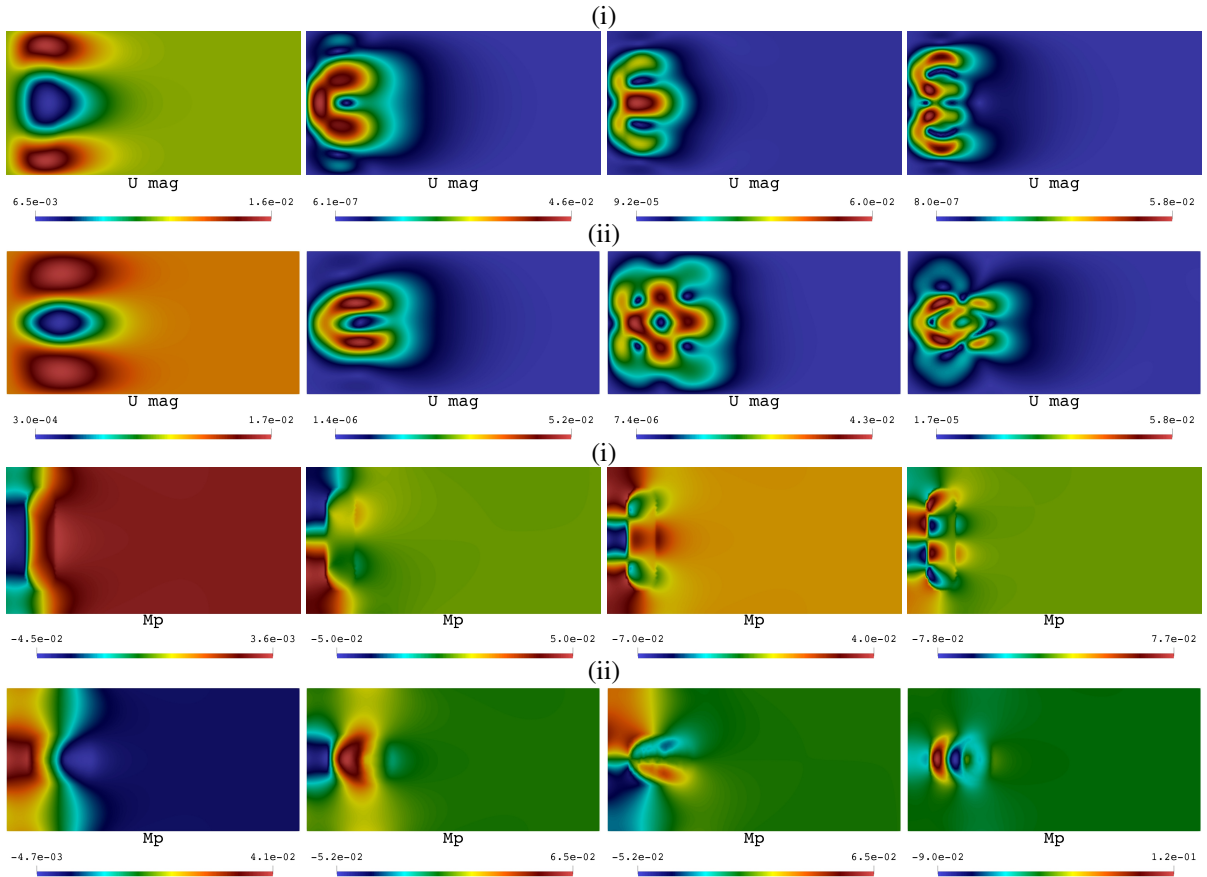 (i)
U mag U mag U mag U mag
6.5e-03 1.6e-02 6.1e-07 4.6e-02 9.2e-05 6.0e-02 8.0e-07 5.8e-02
(ii)
U mag U mag U mag U mag
3.0e-04 1.7e-02 1.4e-06 5.2e-02 7.4e-06 4.3e-02 1.7e-05 5.8e-02
(i)
Mp Mp Mp Mp
-4.5e-02 3.6e-03 -5.0e-02 5.0e-02 -7.0e-02 4.0e-02 -7.8e-02 7.7e-02
(ii)
Mp Mp Mp Mp
-4.7e-03 4.1e-02 -5.2e-02 6.5e-02 -5.2e-02 6.5e-02 -9.0e-02 1.2e-01